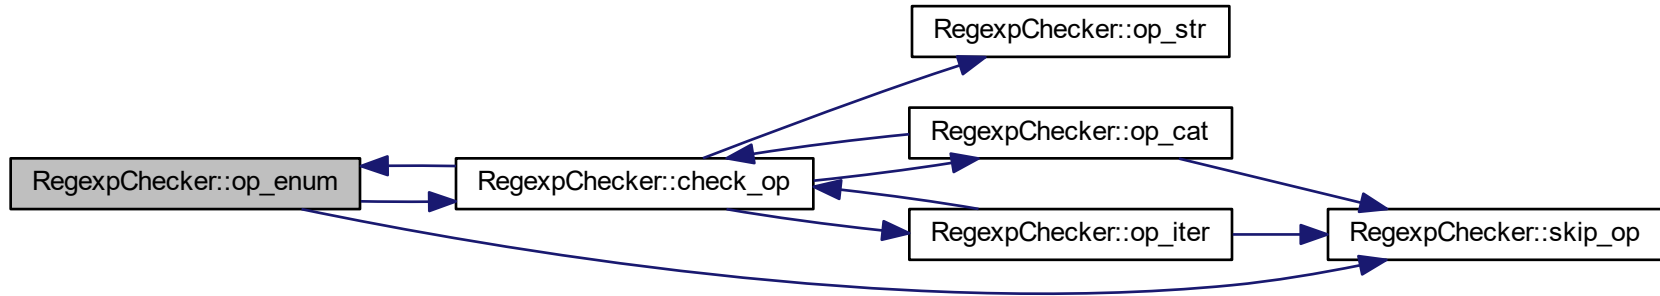 RegexpChecker::op_str
RegexpChecker::op_cat
RegexpChecker::op_enum
RegexpChecker::check_op
RegexpChecker::op_iter
RegexpChecker::skip_op